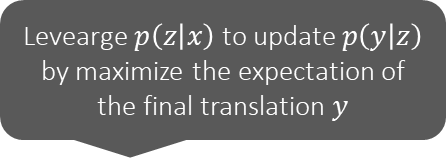 Levearge p(z|x) to update p(y|z)
by maximize the expectation of
the final translation y